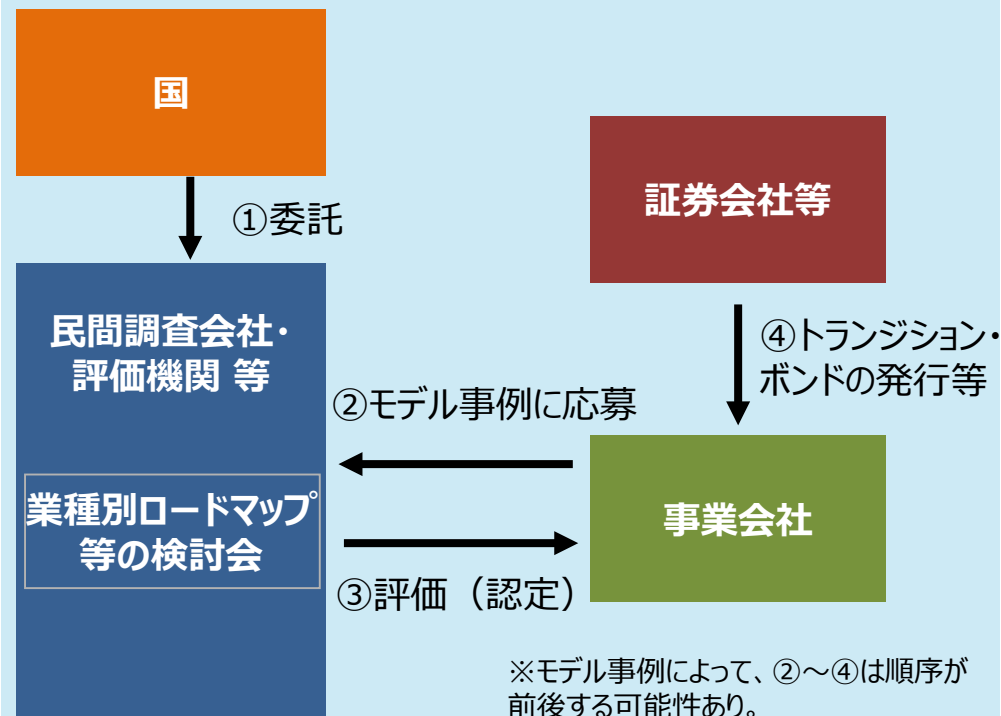 国
①委託
証券会社等
民間調査会社・
評価機関 等
④トランジション・
ボンドの発行等
②モデル事例に応募
業種別ロードマップ
等の検討会
事業会社
③評価（認定）
※モデル事例によって、②～④は順序が
前後する可能性あり。